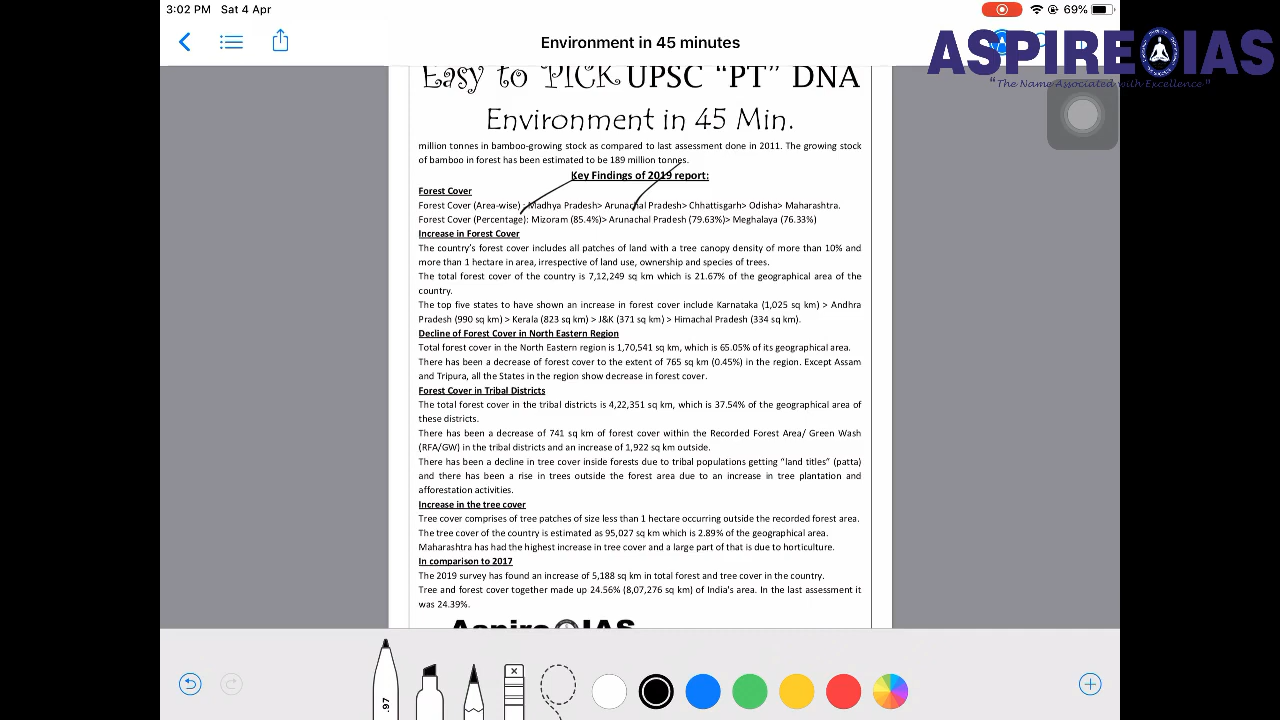 3:02 PM Sat 4 Apr
69%
Environment in 45 minutes
ASPIRE IAS
"The Name Associated with Excellence"
Easy to PICK UPSC “PT” DNA
Environment in 45 Min.
million tonnes in bamboo-growing stock as compared to last assessment done in 2011. The growing stock
of bamboo in forest has been estimated to be 189 million tonnes.
Key Findings of 2019 report:
Forest Cover
Forest Cover (Area-wise) : Madhya Pradesh> Arunachal Pradesh> Chhattisgarh> Odisha> Maharashtra.
Forest Cover (Percentage): Mizoram (85.4%)> Arunachal Pradesh (79.63%)> Meghalaya (76.33%)
Increase in Forest Cover
The country’s forest cover includes all patches of land with a tree canopy density of more than 10% and
more than 1 hectare in area, irrespective of land use, ownership and species of trees.
The total forest cover of the country is 7,12,249 sq km which is 21.67% of the geographical area of the
country.
The top five states to have shown an increase in forest cover include Karnataka (1,025 sq km) > Andhra
Pradesh (990 sq km) > Kerala (823 sq km) > J&K (371 sq km) > Himachal Pradesh (334 sq km).
Decline of Forest Cover in North Eastern Region
Total forest cover in the North Eastern region is 1,70,541 sq km, which is 65.05% of its geographical area.
There has been a decrease of forest cover to the extent of 765 sq km (0.45%) in the region. Except Assam
and Tripura, all the States in the region show decrease in forest cover.
Forest Cover in Tribal Districts
The total forest cover in the tribal districts is 4,22,351 sq km, which is 37.54% of the geographical area of
these districts.
There has been a decrease of 741 sq km of forest cover within the Recorded Forest Area/ Green Wash
(RFA/GW) in the tribal districts and an increase of 1,922 sq km outside.
There has been a decline in tree cover inside forests due to tribal populations getting “land titles” (patta)
and there has been a rise in trees outside the forest area due to an increase in tree plantation and
afforestation activities.
Increase in the tree cover
Tree cover comprises of tree patches of size less than 1 hectare occurring outside the recorded forest area.
The tree cover of the country is estimated as 95,027 sq km which is 2.89% of the geographical area.
Maharashtra has had the highest increase in tree cover and a large part of that is due to horticulture.
In comparison to 2017
The 2019 survey has found an increase of 5,188 sq km in total forest and tree cover in the country.
Tree and forest cover together made up 24.56% (8,07,276 sq km) of India's area. In the last assessment it
was 24.39%.
Aspire IAS
.97